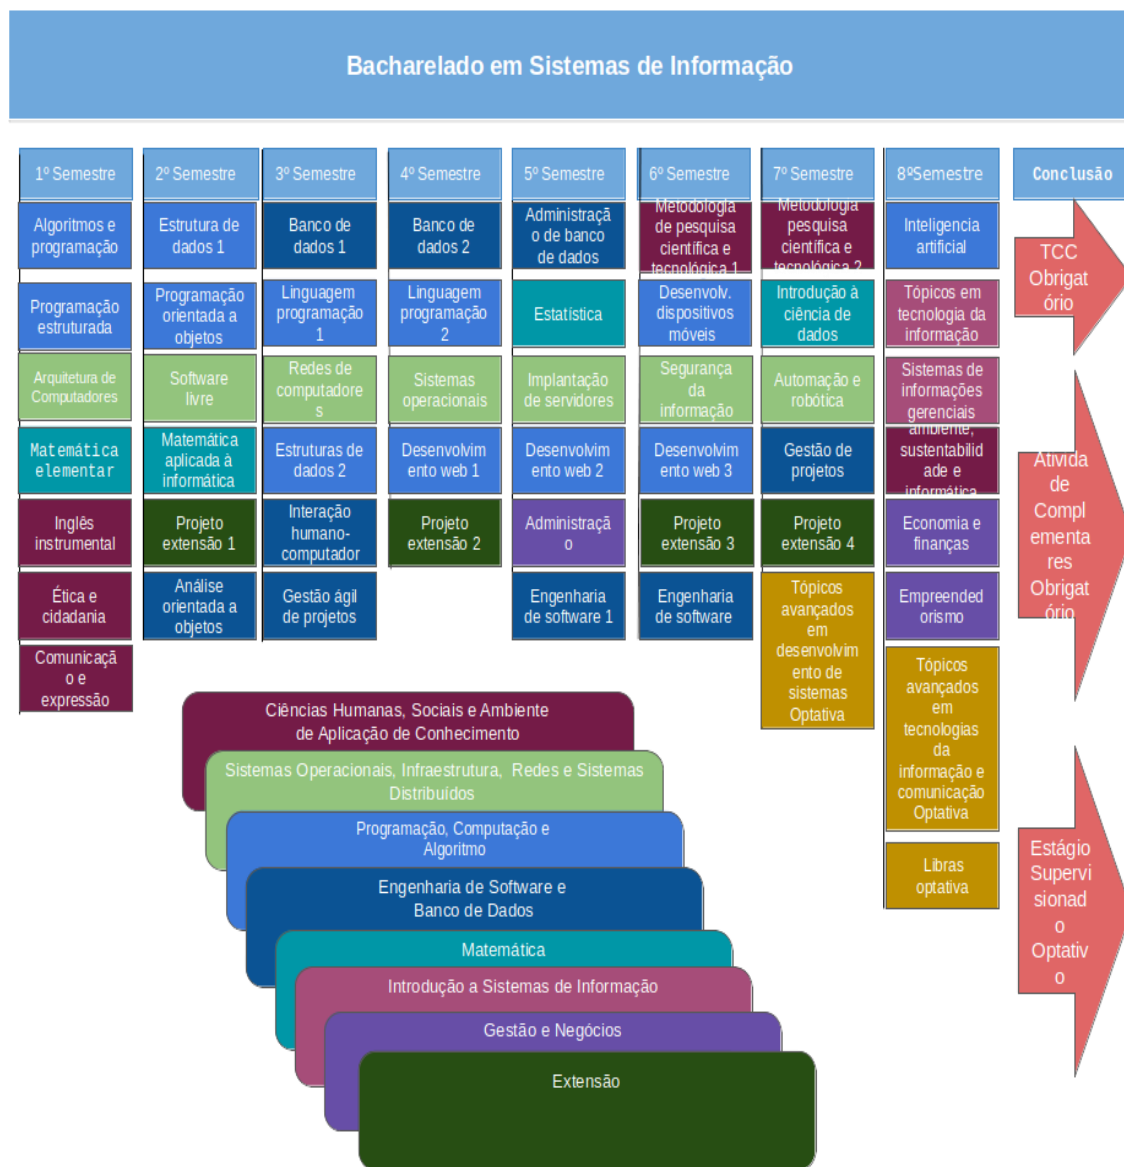 Bacharelado em Sistemas de Informação
1º Semestre
Algoritmos e
programação
Programação
estruturada
Arquitetura de
Computadores
Matemática
elementar
Inglês
instrumental
Ética e
cidadania
Comunicaçã
o e
expressão
2º Semestre
Estrutura de
dados 1
Programação
orientada a
objetos
Software
livre
Matemática
aplicada à
informática
Projeto
extensão 1
Análise
orientada a
objetos
3º Semestre
Banco de
dados 1
Linguagem
programação
1
Redes de
computadore
s
Estruturas de
dados 2
Interação
humano-
computador
Gestão ágil
de projetos
4º Semestre
Banco de
dados 2
Linguagem
programação
2
Sistemas
operacionais
Desenvolvim
ento web 1
Projeto
extensão 2
5º Semestre
Administraçã
o de banco
de dados
Estatística
Implantação
de servidores
Desenvolvim
ento web 2
Administraçã
o
Engenharia
de software 1
6º Semestre
Metodologia
de pesquisa
científica e
tecnológica 1
Desenvolv.
dispositivos
móveis
Segurança
da
informação
Desenvolvim
ento web 3
Projeto
extensão 3
Engenharia
de software
7º Semestre
Metodologia
pesquisa
científica e
tecnológica 2
Introdução à
ciência de
dados
Automação e
robótica
Gestão de
projetos
Projeto
extensão 4
Tópicos
avançados
em
desenvolvim
ento de
sistemas
Optativa
8ºSemestre
Inteligencia
artificial
Tópicos em
tecnologia da
informação
Sistemas de
informações
gerenciais
ambiente,
sustentabilid
ade e
informática
Economia e
finanças
Empreended
orismo
Tópicos
avançados
em
tecnologias
da
informação e
comunicação
Optativa
Libras
optativa
Conclusão
TCC
Obrigat
ório
Ativida
de
Compl
ementa
res
Obrigat
ório
Estágio
Supervi
sionad
o
Optativ
o
Ciências Humanas, Sociais e Ambiente
de Aplicação de Conhecimento
Sistemas Operacionais, Infraestrutura, Redes e Sistemas
Distribuídos
Programação, Computação e
Algoritmo
Engenharia de Software e
Banco de Dados
Matemática
Introdução a Sistemas de Informação
Gestão e Negócios
Extensão